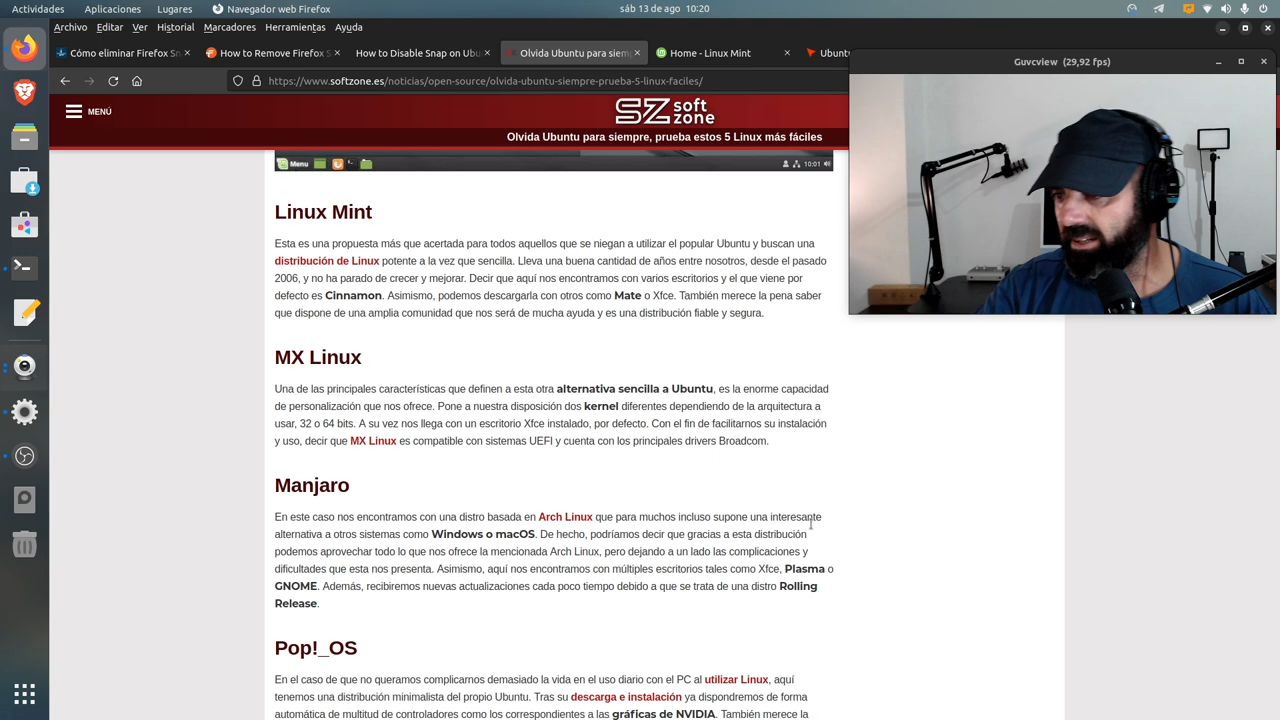 Actividades Aplicaciones Lugares Navegador web Firefox
sáb 13 de ago 10:20
Archivo Editar Ver Historial Marcadores Herramientas Ayuda
Cómo eliminar Firefox Sn
How to Remove Firefox S
How to Disable Snap on Ubu
Olvida Ubuntu para siem
Home - Linux Mint
Ubuntu
https://www.softzone.es/noticias/open-source/olvida-ubuntu-siempre-prueba-5-linux-faciles/
Guvcview (29,92 fps)
MENÚ
SZ soft zone
Olvida Ubuntu para siempre, prueba estos 5 Linux más fáciles
Menu
10:01
Linux Mint
Esta es una propuesta más que acertada para todos aquellos que se niegan a utilizar el popular Ubuntu y buscan una
distribución de Linux potente a la vez que sencilla. Lleva una buena cantidad de años entre nosotros, desde el pasado
2006, y no ha parado de crecer y mejorar. Decir que aquí nos encontramos con varios escritorios y el que viene por
defecto es Cinnamon. Asimismo, podemos descargarla con otros como Mate o Xfce. También merece la pena saber
que dispone de una amplia comunidad que nos será de mucha ayuda y es una distribución fiable y segura.
MX Linux
Una de las principales características que definen a esta otra alternativa sencilla a Ubuntu, es la enorme capacidad
de personalización que nos ofrece. Pone a nuestra disposición dos kernel diferentes dependiendo de la arquitectura a
usar, 32 o 64 bits. A su vez nos llega con un escritorio Xfce instalado, por defecto. Con el fin de facilitarnos su instalación
y uso, decir que MX Linux es compatible con sistemas UEFI y cuenta con los principales drivers Broadcom.
Manjaro
En este caso nos encontramos con una distro basada en Arch Linux que para muchos incluso supone una interesante
alternativa a otros sistemas como Windows o macOS. De hecho, podríamos decir que gracias a esta distribución
podemos aprovechar todo lo que nos ofrece la mencionada Arch Linux, pero dejando a un lado las complicaciones y
dificultades que esta nos presenta. Asimismo, aquí nos encontramos con múltiples escritorios tales como Xfce, Plasma o
GNOME. Además, recibiremos nuevas actualizaciones cada poco tiempo debido a que se trata de una distro Rolling
Release.
Pop!_OS
En el caso de que no queramos complicarnos demasiado la vida en el uso diario con el PC al utilizar Linux, aquí
tenemos una distribución minimalista del propio Ubuntu. Tras su descarga e instalación ya dispondremos de forma
automática de multitud de controladores como los correspondientes a las gráficas de NVIDIA. También merece la